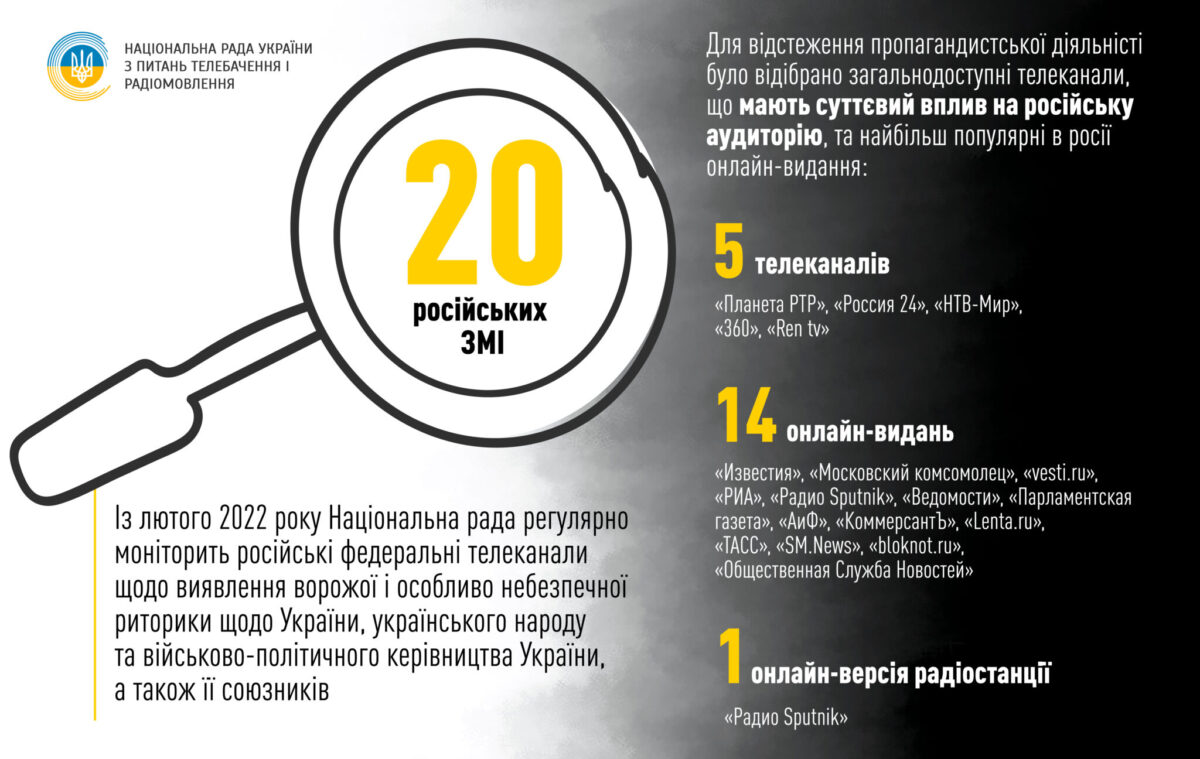 НАЦІОНАЛЬНА РАДА УКРАЇНИ
З ПИТАНЬ ТЕЛЕБАЧЕННЯ І
РАДІОМОВЛЕННЯ
20
російських
ЗМІ
Із лютого 2022 року Національна рада регулярно
моніторить російські федеральні телеканали
щодо виявлення ворожої і особливо небезпечної
риторики щодо України, українського народу
та військово-політичного керівництва України,
а також її союзників
Для відстеження пропагандистської діяльністі
було відібрано загальнодоступні телеканали,
що мають суттєвий вплив на російську
аудиторію, та найбільш популярні в росії
онлайн-видання:
5 телеканалів
«Планета РТР», «Россия 24», «НТВ-Мир»,
«360», «Ren tv»
14 онлайн-видань
«Известия», «Московский комсомолец», «vesti.ru»,
«РИА», «Радио Sputnik», «Ведомости», «Парламентская
газета», «АиФ», «КоммерсантЪ», «Lenta.ru»,
«ТАСС», «SM.News», «bloknot.ru»,
«Общественная Служба Новостей»
1 онлайн-версія радіостанції
«Радио Sputnik»